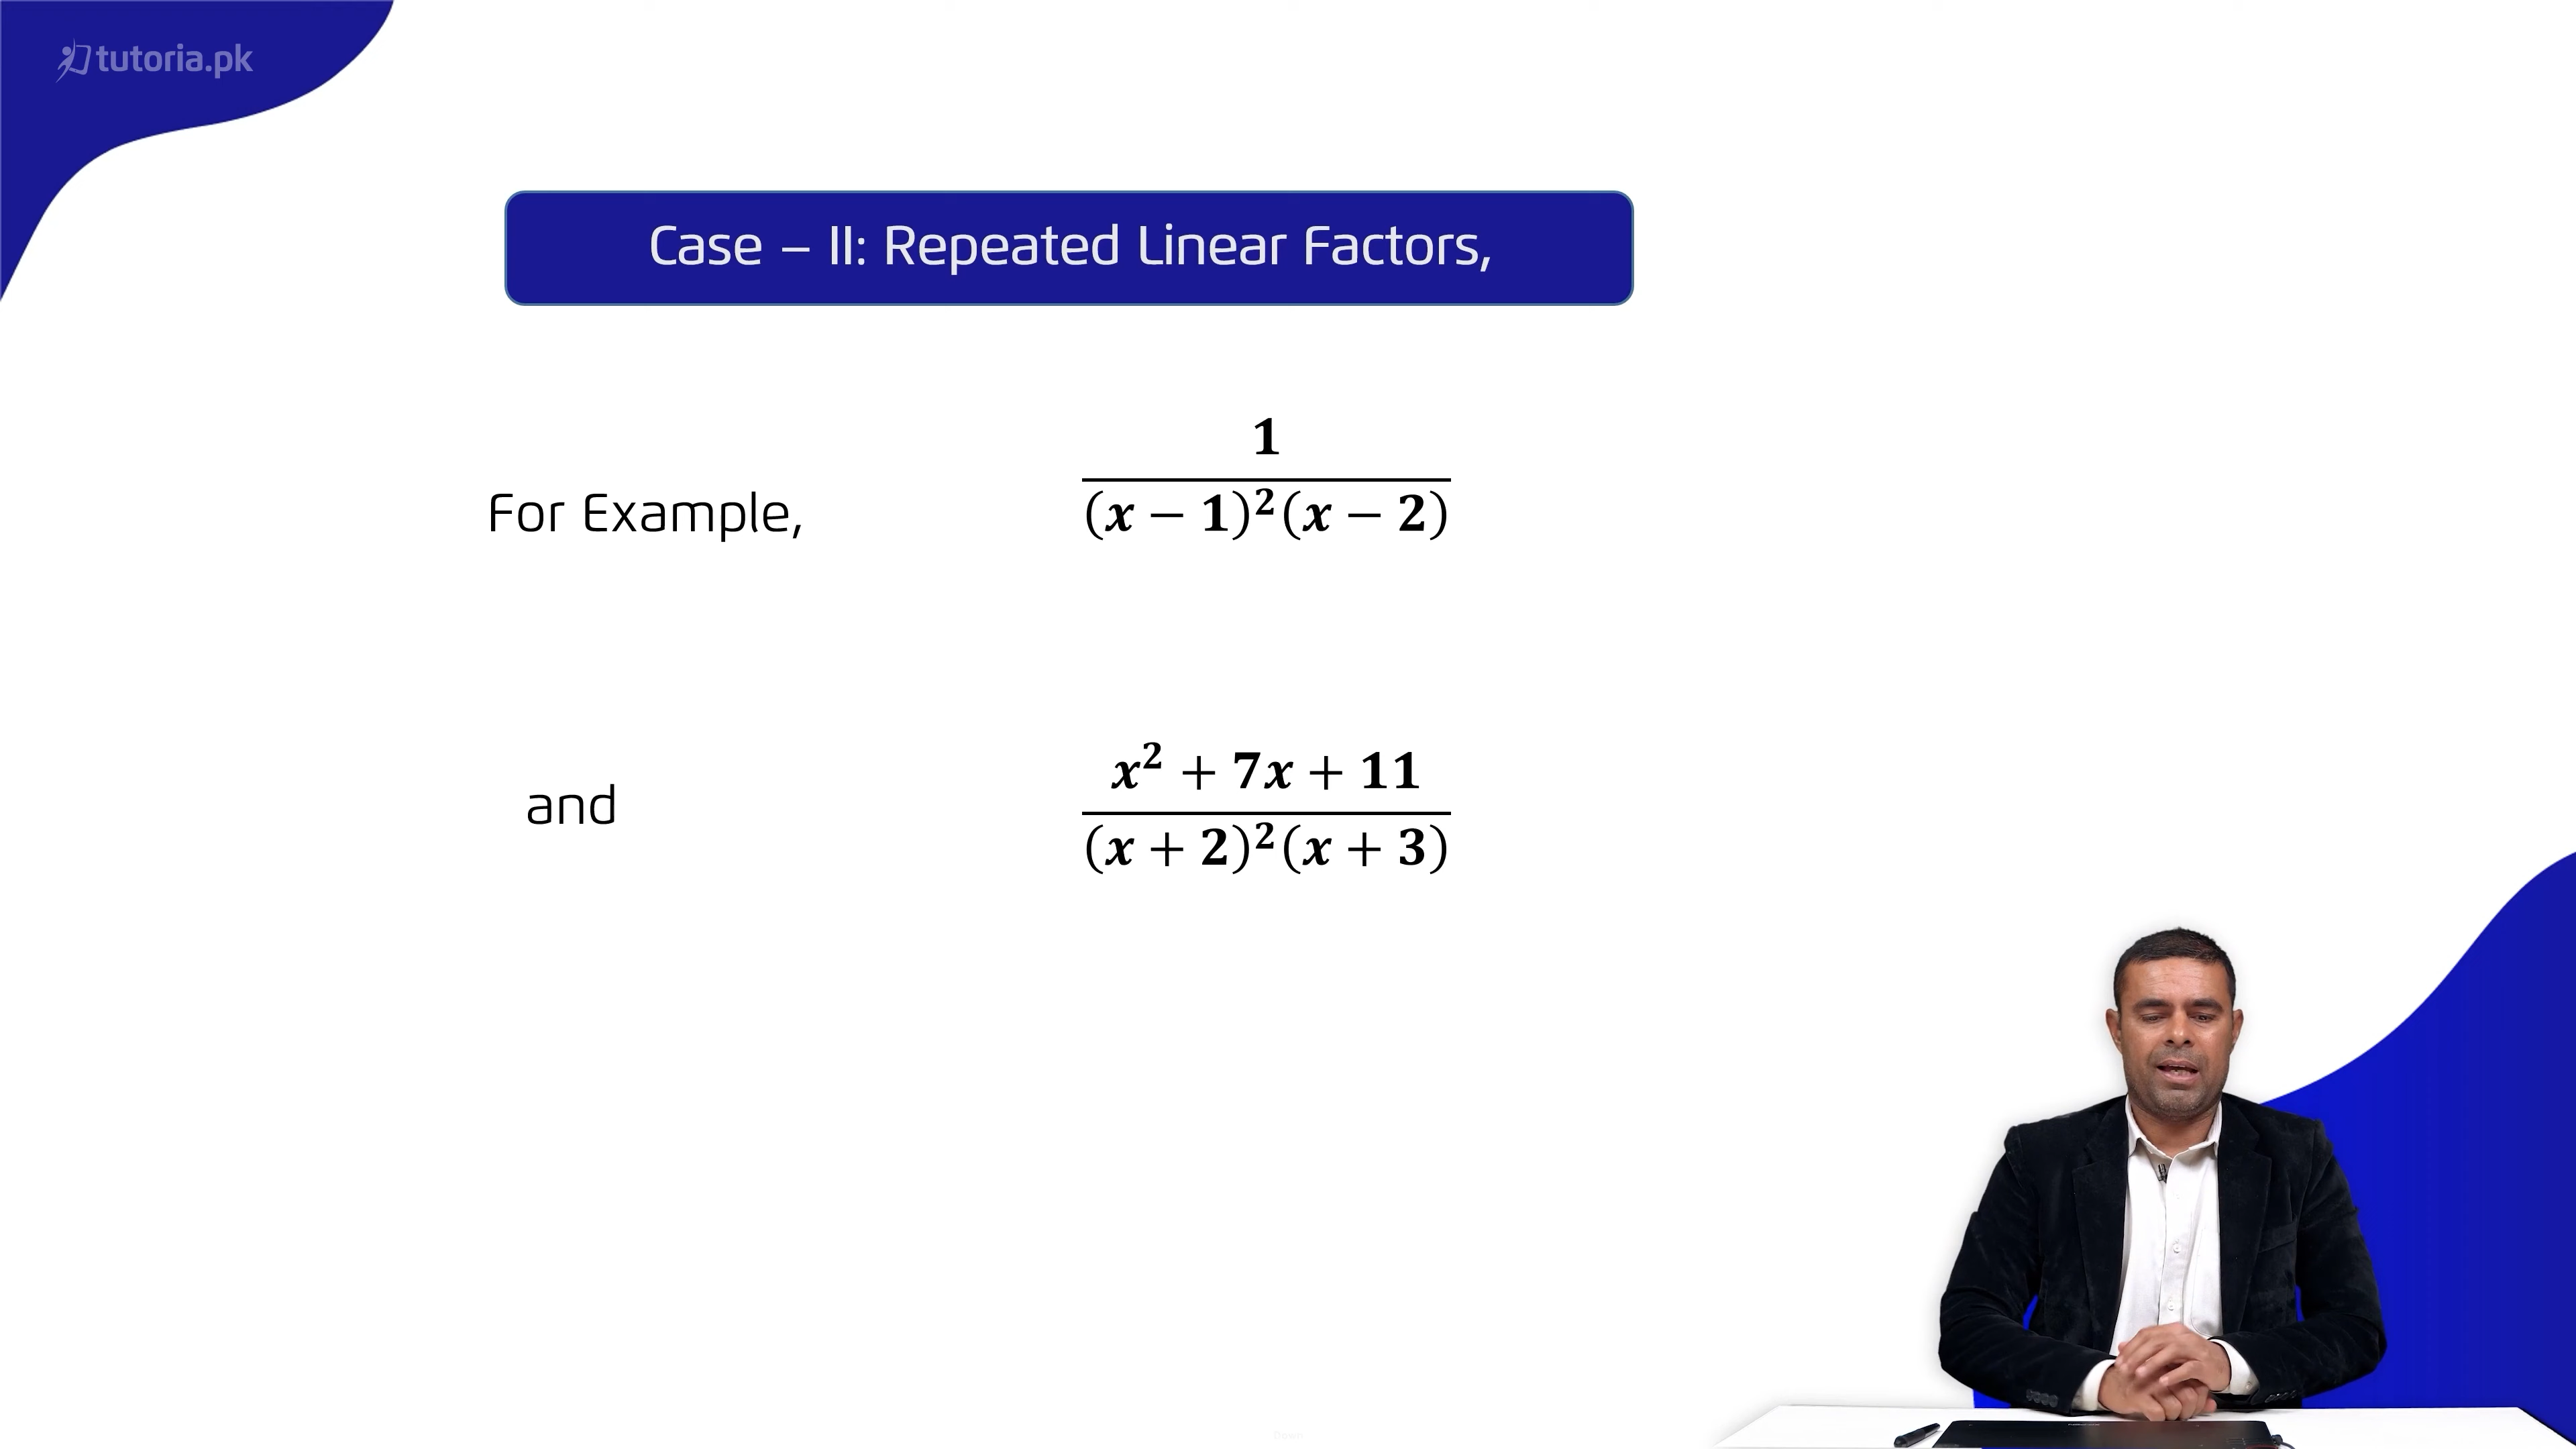 tutoria.pk
Case – II: Repeated Linear Factors,
For Example,
1
(x − 1)²(x − 2)
and
x² + 7x + 11
(x + 2)²(x + 3)